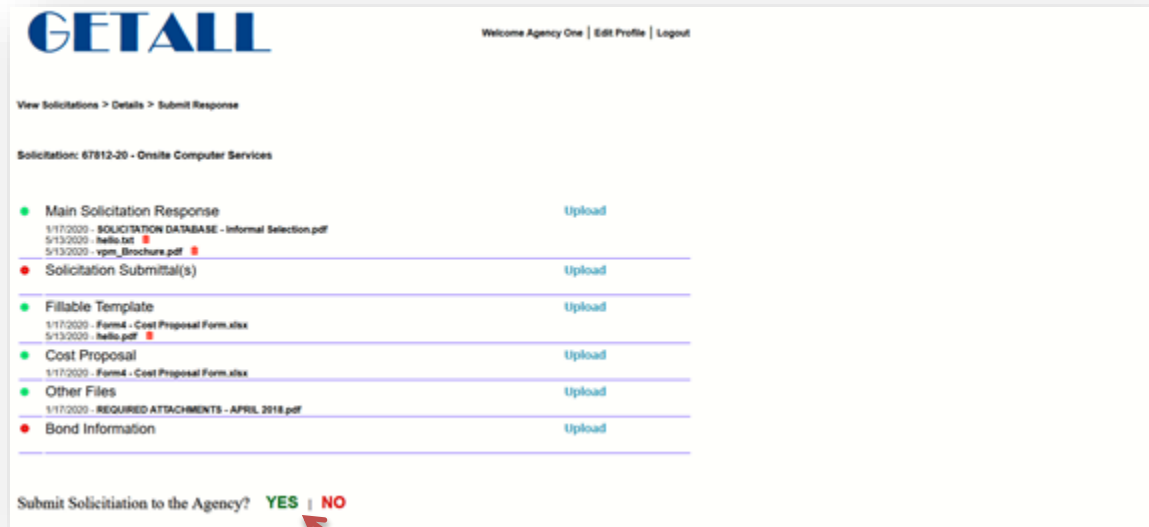 GETALL
Welcome Agency One | Edit Profile | Logout
View Solicitations > Details > Submit Response
Solicitation: 67812-20 - Onsite Computer Services
Main Solicitation Response Upload
1/17/2020 - SOLICITATION DATABASE - Informal Selection.pdf
5/13/2020 - hello.txt
5/13/2020 - vpm_Brochure.pdf
Solicitation Submittal(s) Upload
Fillable Template Upload
1/17/2020 - Form4 - Cost Proposal Form.xlsx
5/13/2020 - hello.pdf
Cost Proposal Upload
1/17/2020 - Form4 - Cost Proposal Form.xlsx
Other Files Upload
1/17/2020 - REQUIRED ATTACHMENTS - APRIL 2018.pdf
Bond Information Upload
Submit Solicitiation to the Agency? YES | NO